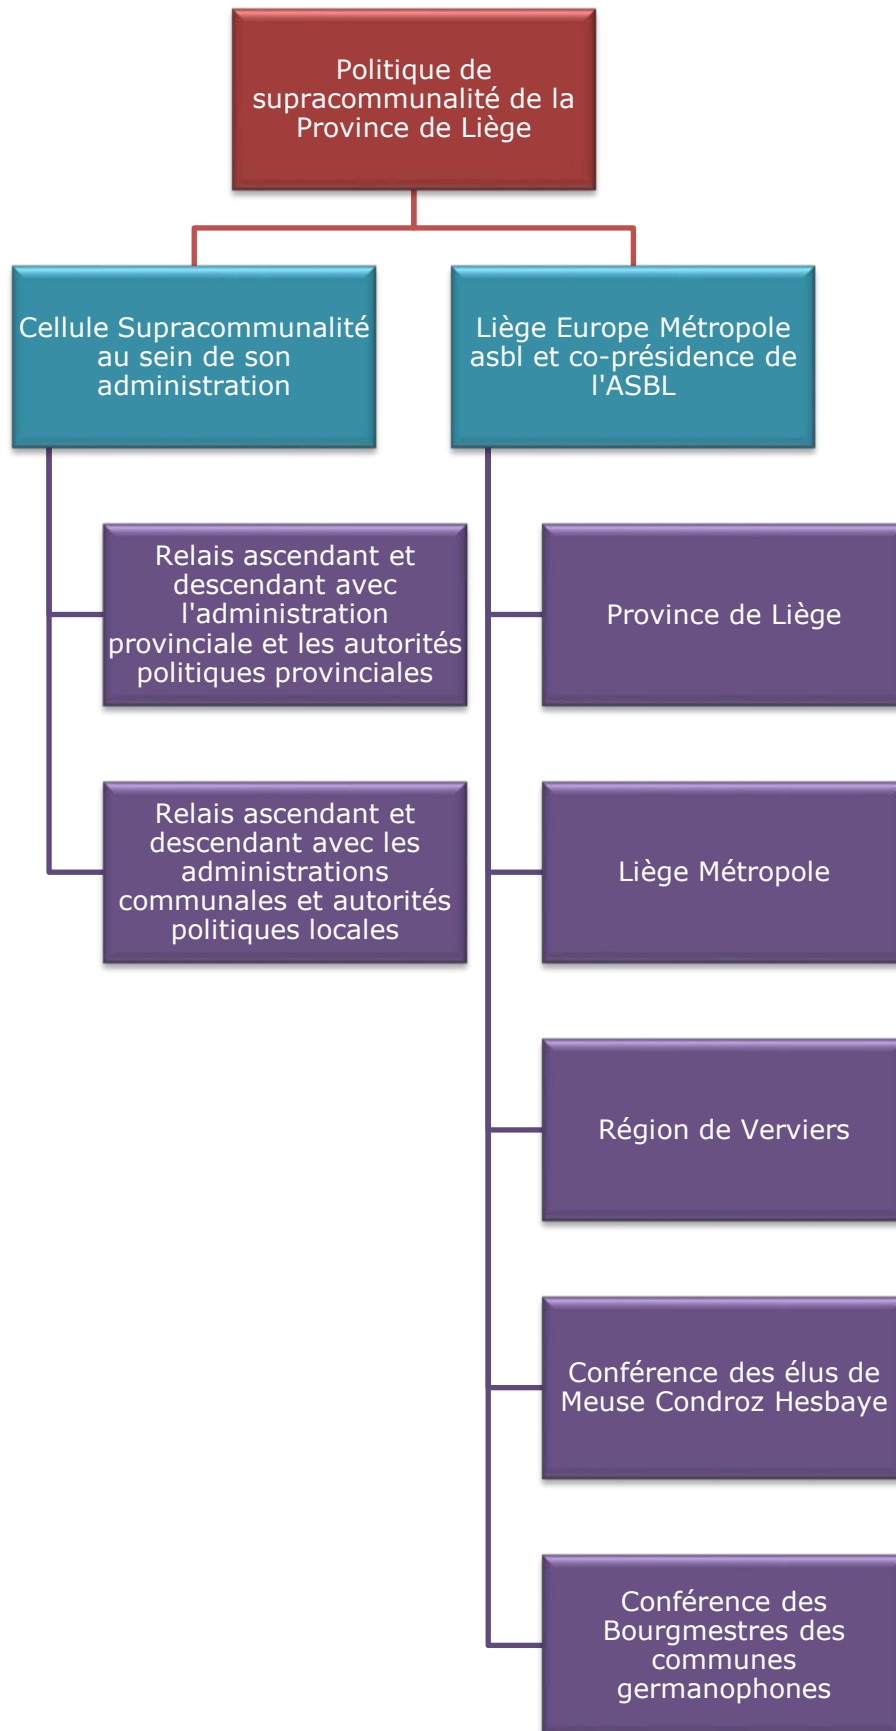 Politique de
supracommunalité de la
Province de Liège
Cellule Supracommunalité
au sein de son
administration
Liège Europe Métropole
asbl et co-présidence de
l'ASBL
Relais ascendant et
descendant avec
l'administration
provinciale et les autorités
politiques provinciales
Relais ascendant et
descendant avec les
administrations
communales et autorités
politiques locales
Province de Liège
Liège Métropole
Région de Verviers
Conférence des élus de
Meuse Condroz Hesbaye
Conférence des
Bourgmestres des
communes
germanophones